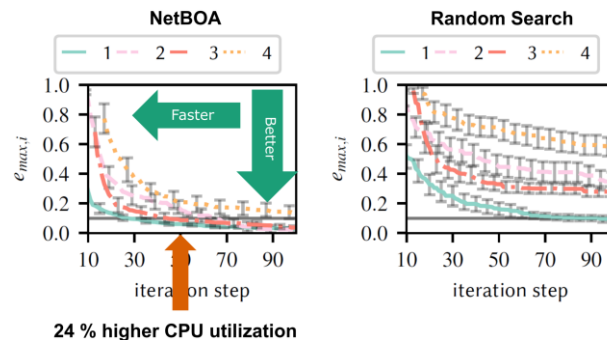 NetBOA
Random Search
1 2 3 4
1 2 3 4
Faster
Better
e_{max,i}
1.0
0.8
0.6
0.4
0.2
0.0
10 30 50 70 90
iteration step
24 % higher CPU utilization
e_{max,i}
1.0
0.8
0.6
0.4
0.2
0.0
10 30 50 70 90
iteration step